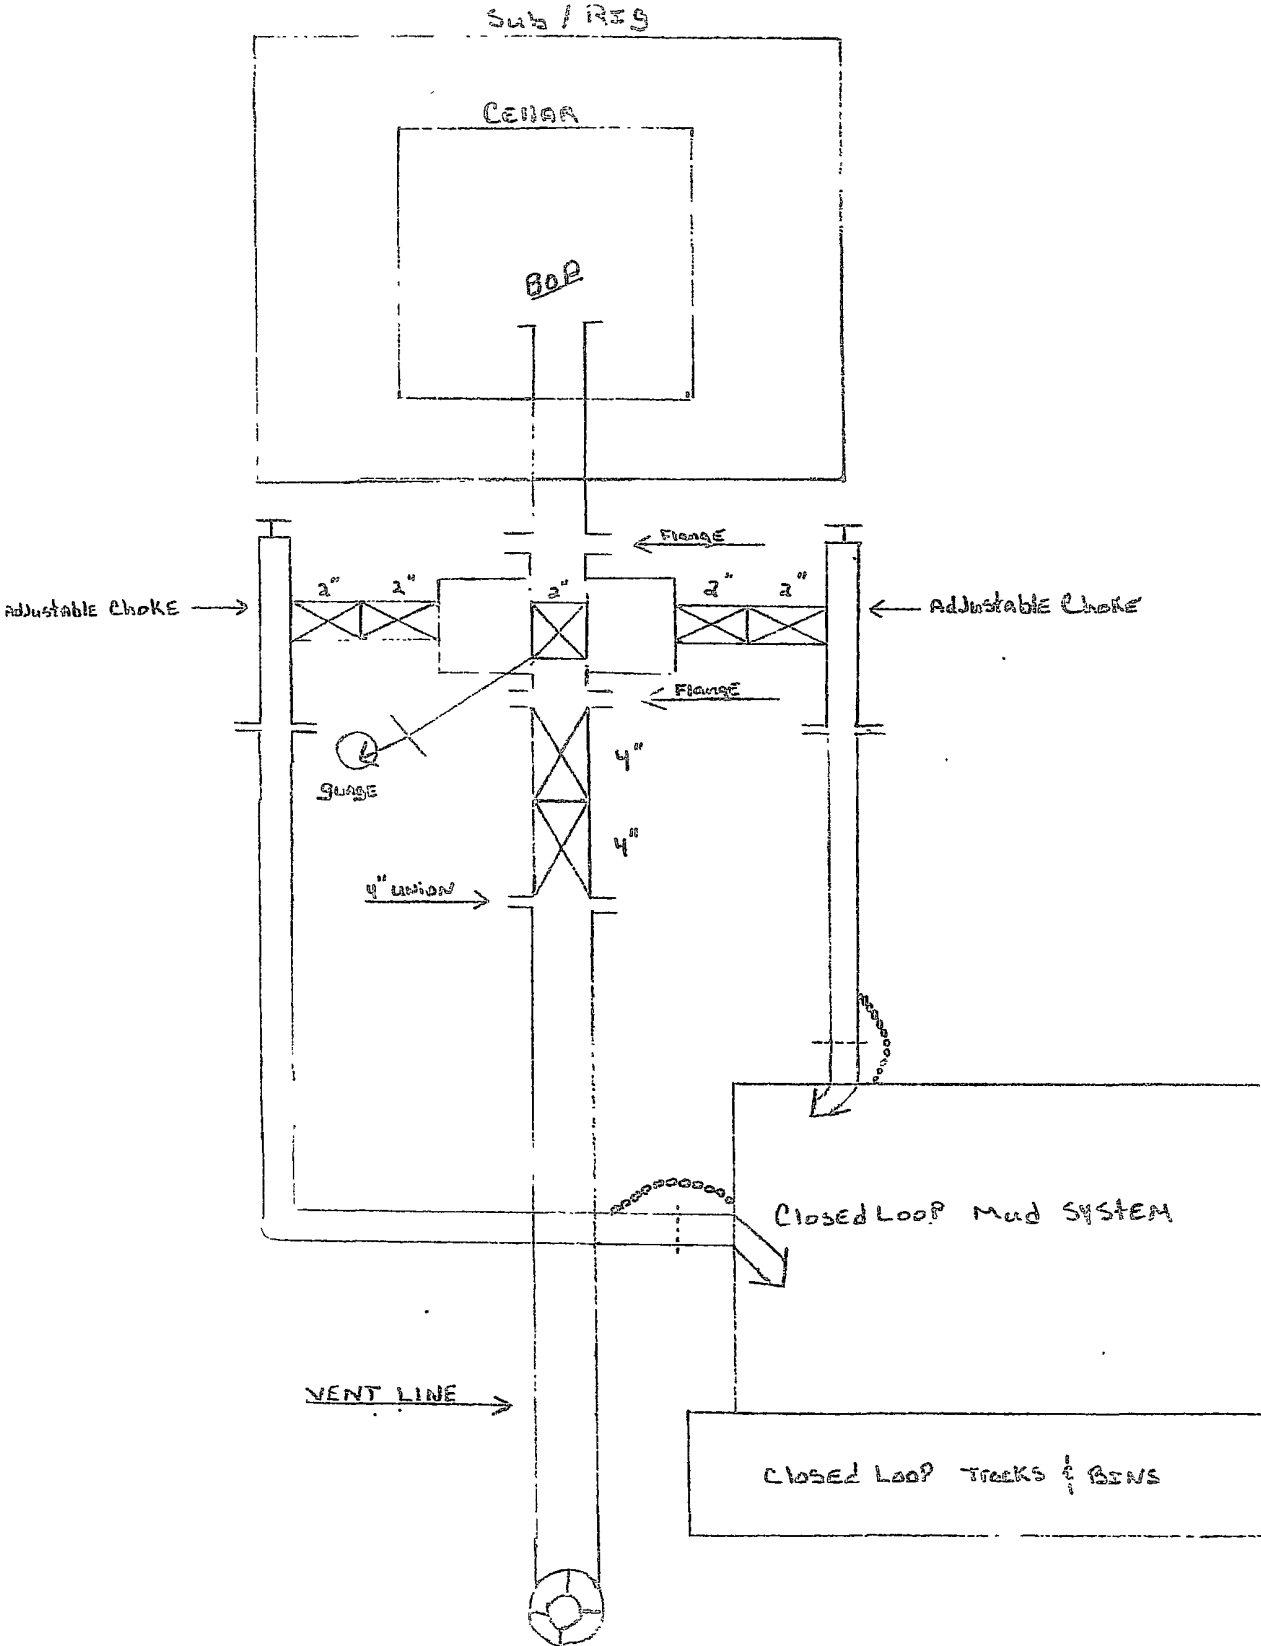 Sub / RIg
CEllAR
BOP
FlangE
2" 2" 2" 2" 2"
AdJustable ChoKE
AdJustable ChoKE
FlangE
4"
guagE
4"
4" uniON
ClosEd LooP Mud SYSTEM
VENT LINE
ClosEd LooP TracKS & BINS